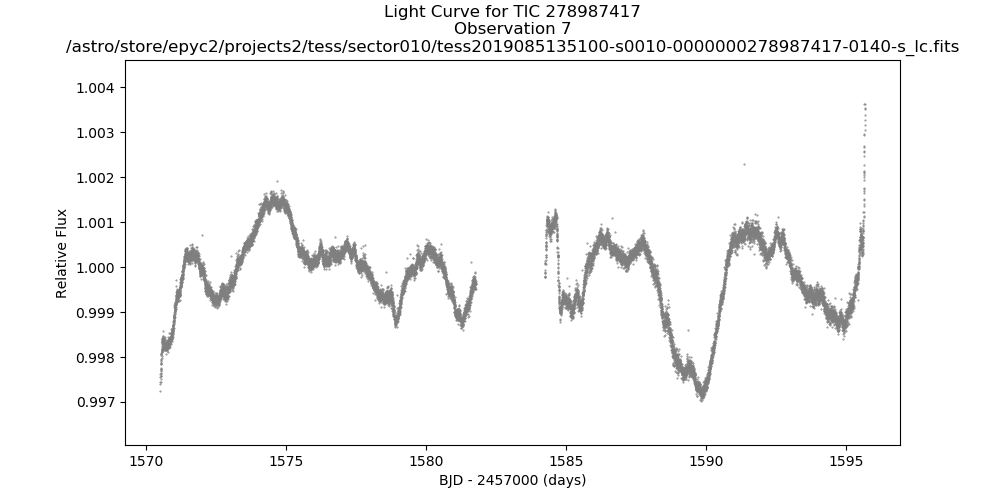 Light Curve for TIC 278987417
Observation 7
/astro/store/epyc2/projects2/tess/sector010/tess2019085135100-s0010-0000000278987417-0140-s_lc.fits
1.004
1.003
1.002
1.001
1.000
0.999
0.998
0.997
Relative Flux
1570 1575 1580 1585 1590 1595
BJD - 2457000 (days)